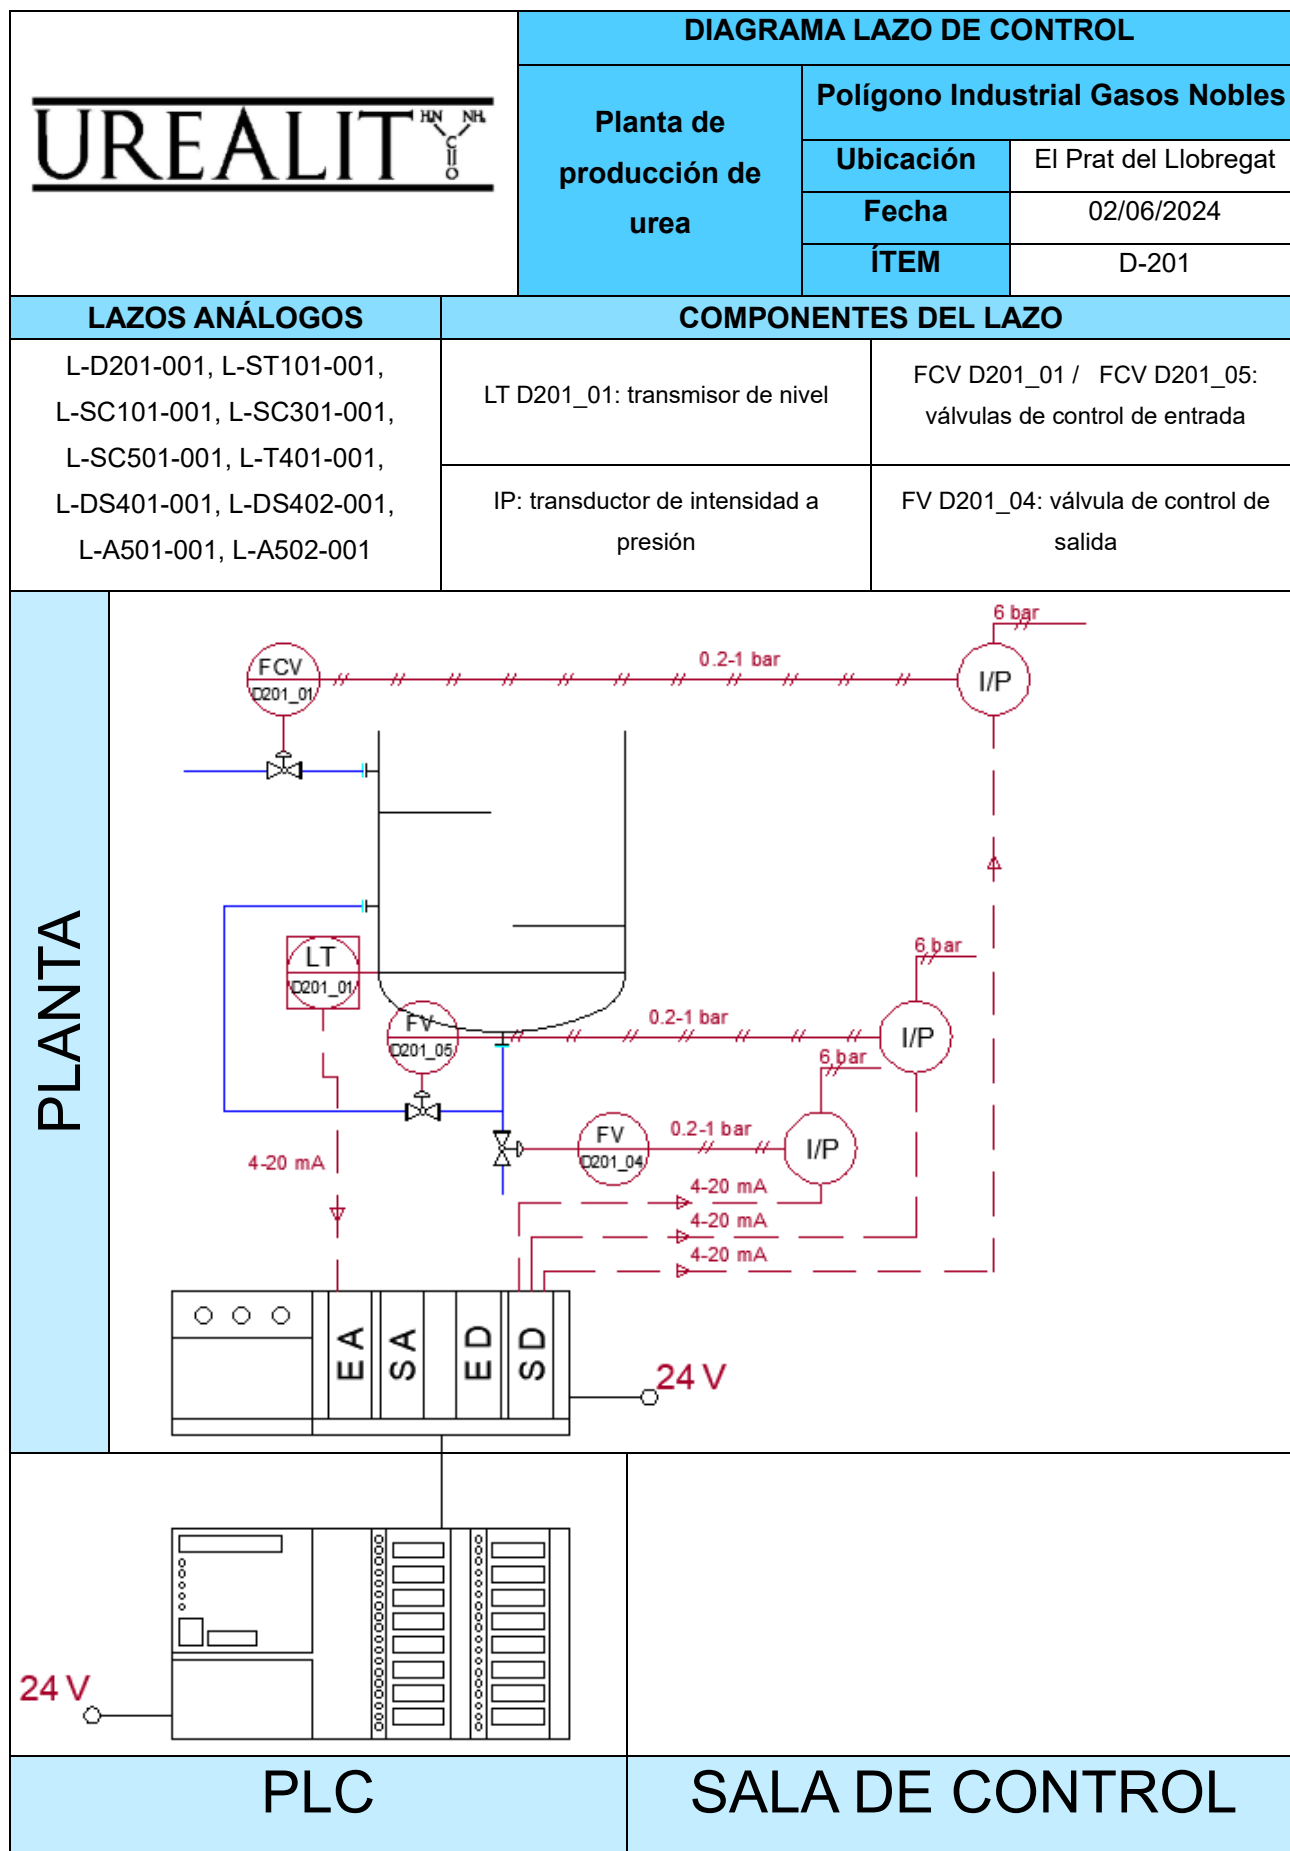 DIAGRAMA LAZO DE CONTROL
UREALITY
HN NH₂
C
O
Planta de
producción de
urea
Polígono Industrial Gasos Nobles
Ubicación El Prat del Llobregat
Fecha 02/06/2024
ÍTEM D-201
LAZOS ANÁLOGOS
COMPONENTES DEL LAZO
L-D201-001, L-ST101-001,
L-SC101-001, L-SC301-001,
L-SC501-001, L-T401-001,
L-DS401-001, L-DS402-001,
L-A501-001, L-A502-001
LT D201_01: transmisor de nivel
FCV D201_01 / FCV D201_05:
válvulas de control de entrada
IP: transductor de intensidad a
presión
FV D201_04: válvula de control de
salida
PLANTA
6 bar
FCV
D201_01
0.2-1 bar
I/P
LT
D201_01
6 bar
FV
D201_05
0.2-1 bar
I/P
6 bar
FV
D201_04
0.2-1 bar
I/P
4-20 mA
4-20 mA
4-20 mA
4-20 mA
EA
SA
ED
SD
24 V
24 V
PLC
SALA DE CONTROL